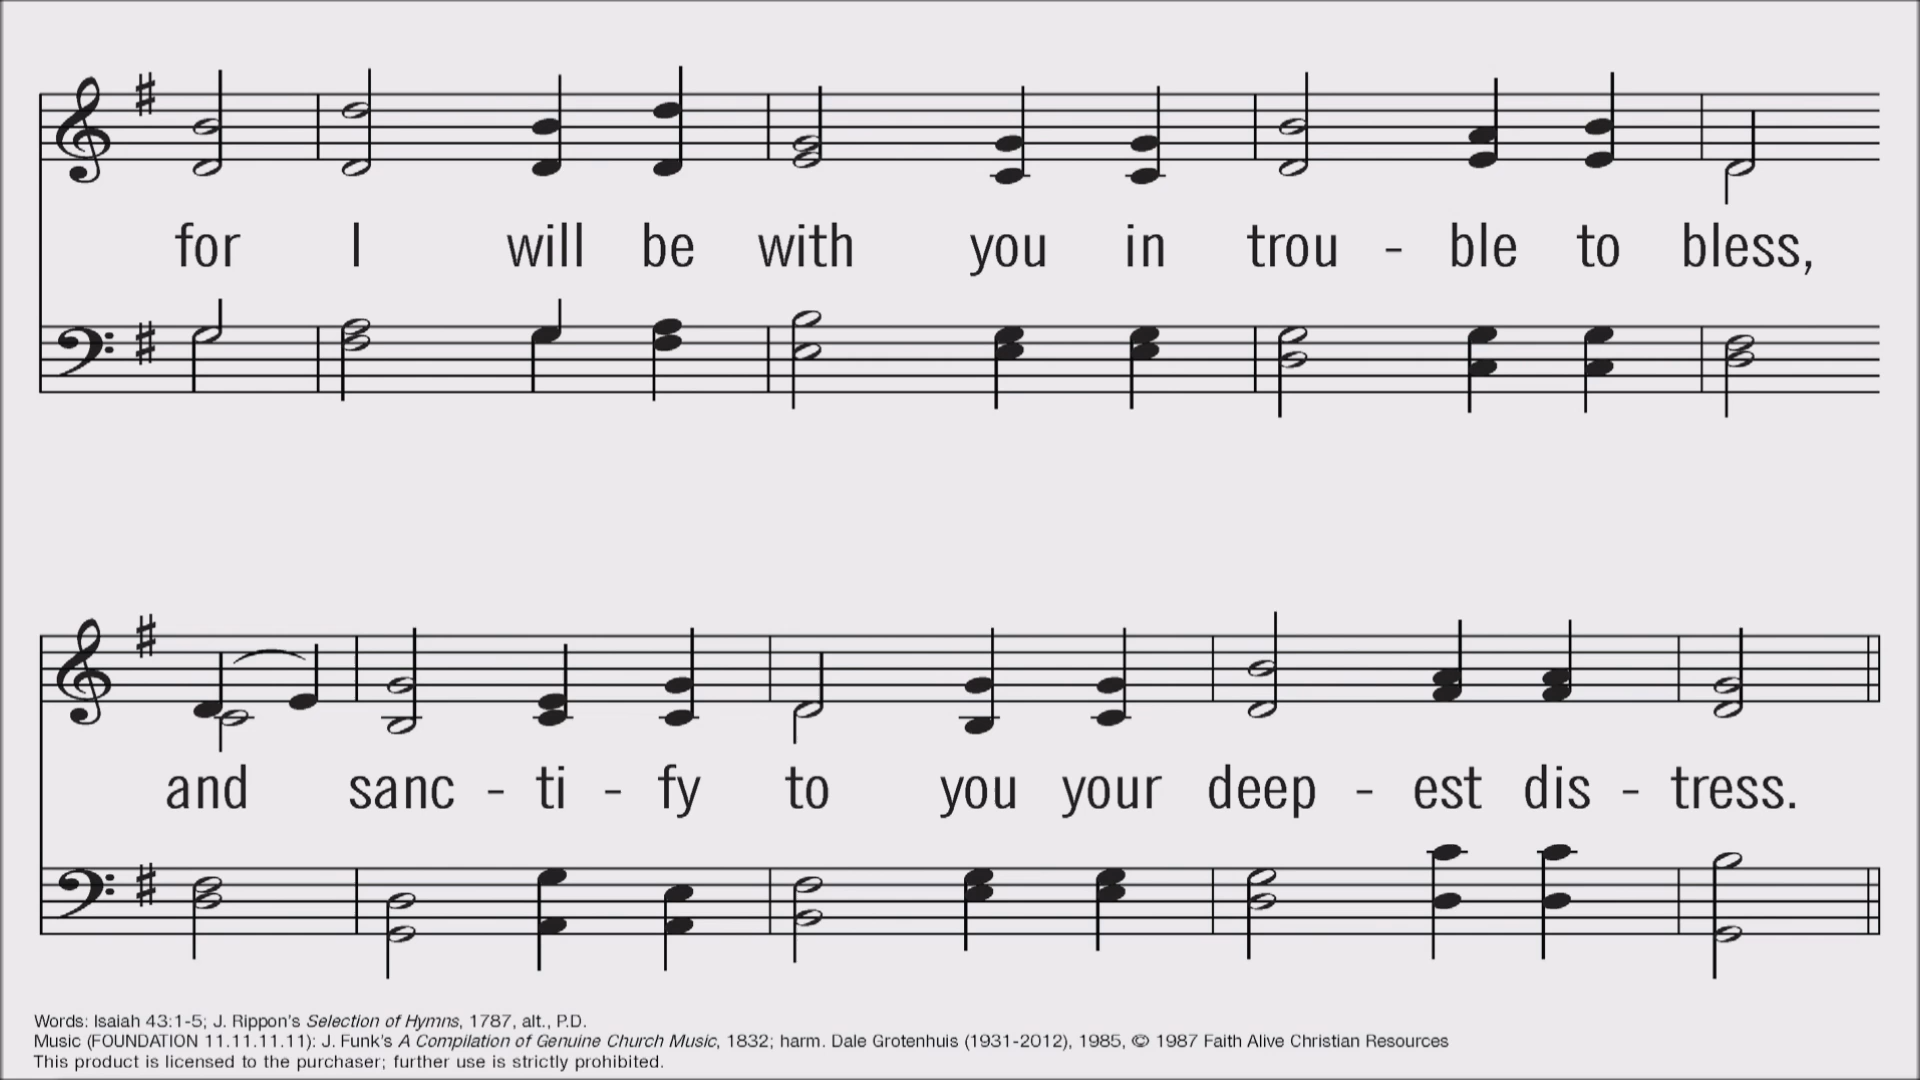 for I will be with you in trou - ble to bless,
and sanc - ti - fy to you your deep - est dis - tress.
Words: Isaiah 43:1-5; J. Rippon's Selection of Hymns, 1787, alt., P.D.
Music (FOUNDATION 11.11.11.11): J. Funk's A Compilation of Genuine Church Music, 1832; harm. Dale Grotenhuis (1931-2012), 1985, © 1987 Faith Alive Christian Resources
This product is licensed to the purchaser; further use is strictly prohibited.